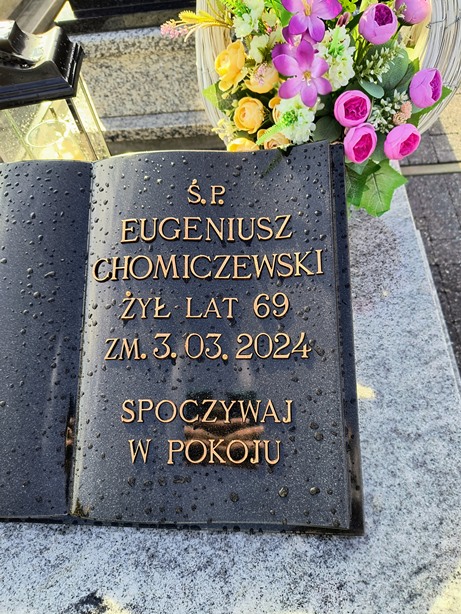 Ś.P.
EUGENIUSZ
CHOMICZEWSKI
ŻYŁ LAT 69
ZM. 3. 03. 2024
SPOCZYWAJ
W POKOJU